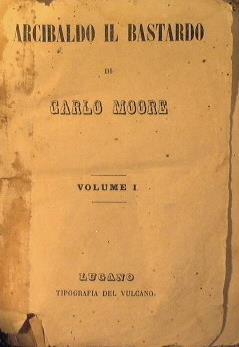 ARCIBALDO IL BASTARDO
DI
CARLO MOORE
VOLUME I
LUGANO
TIPOGRAFIA DEL VULCANO.